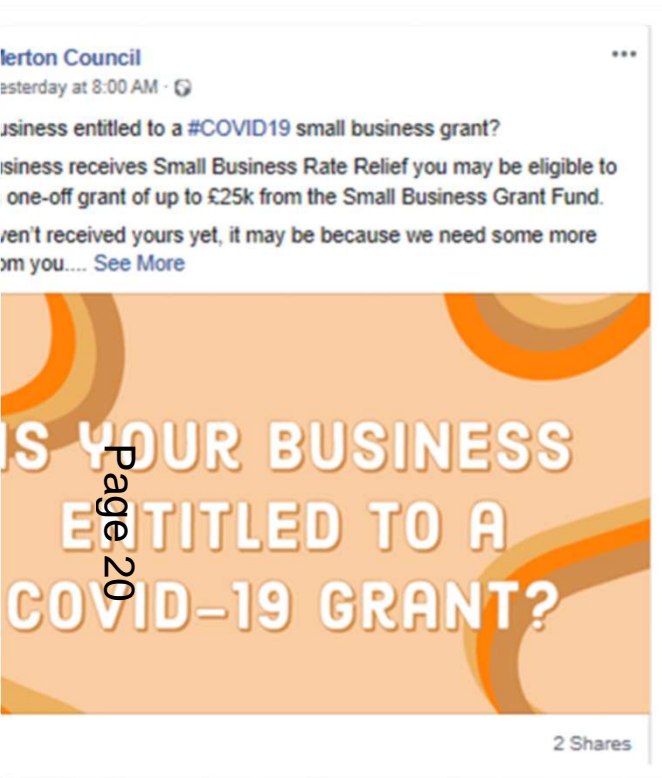 Merton Council
esterday at 8:00 AM ·
usiness entitled to a #COVID19 small business grant?
usiness receives Small Business Rate Relief you may be eligible to
one-off grant of up to £25k from the Small Business Grant Fund.
ven't received yours yet, it may be because we need some more
om you.... See More
IS YOUR BUSINESS
ENTITLED TO A
COVID-19 GRANT?
Page 20
2 Shares